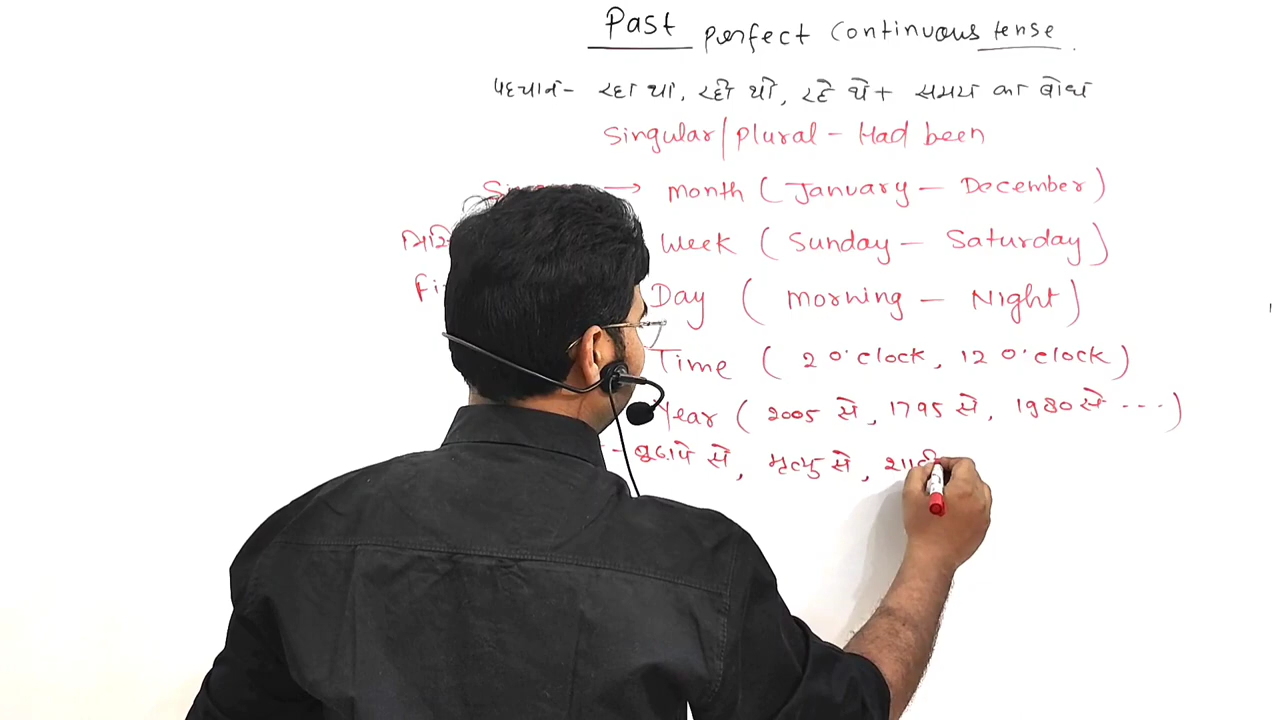 Past perfect continuous tense.
पहचान- रहा था, रही थी, रहे थे + समय का बोध
Singular/plural - Had been
→ month (January - December)
Week (Sunday - Saturday)
Day (morning - Night)
Time (2 o'clock, 12 o'clock)
Year (2005 से, 1795 से, 1980 से ---)
बुढ़ापे से, मृत्यु से,